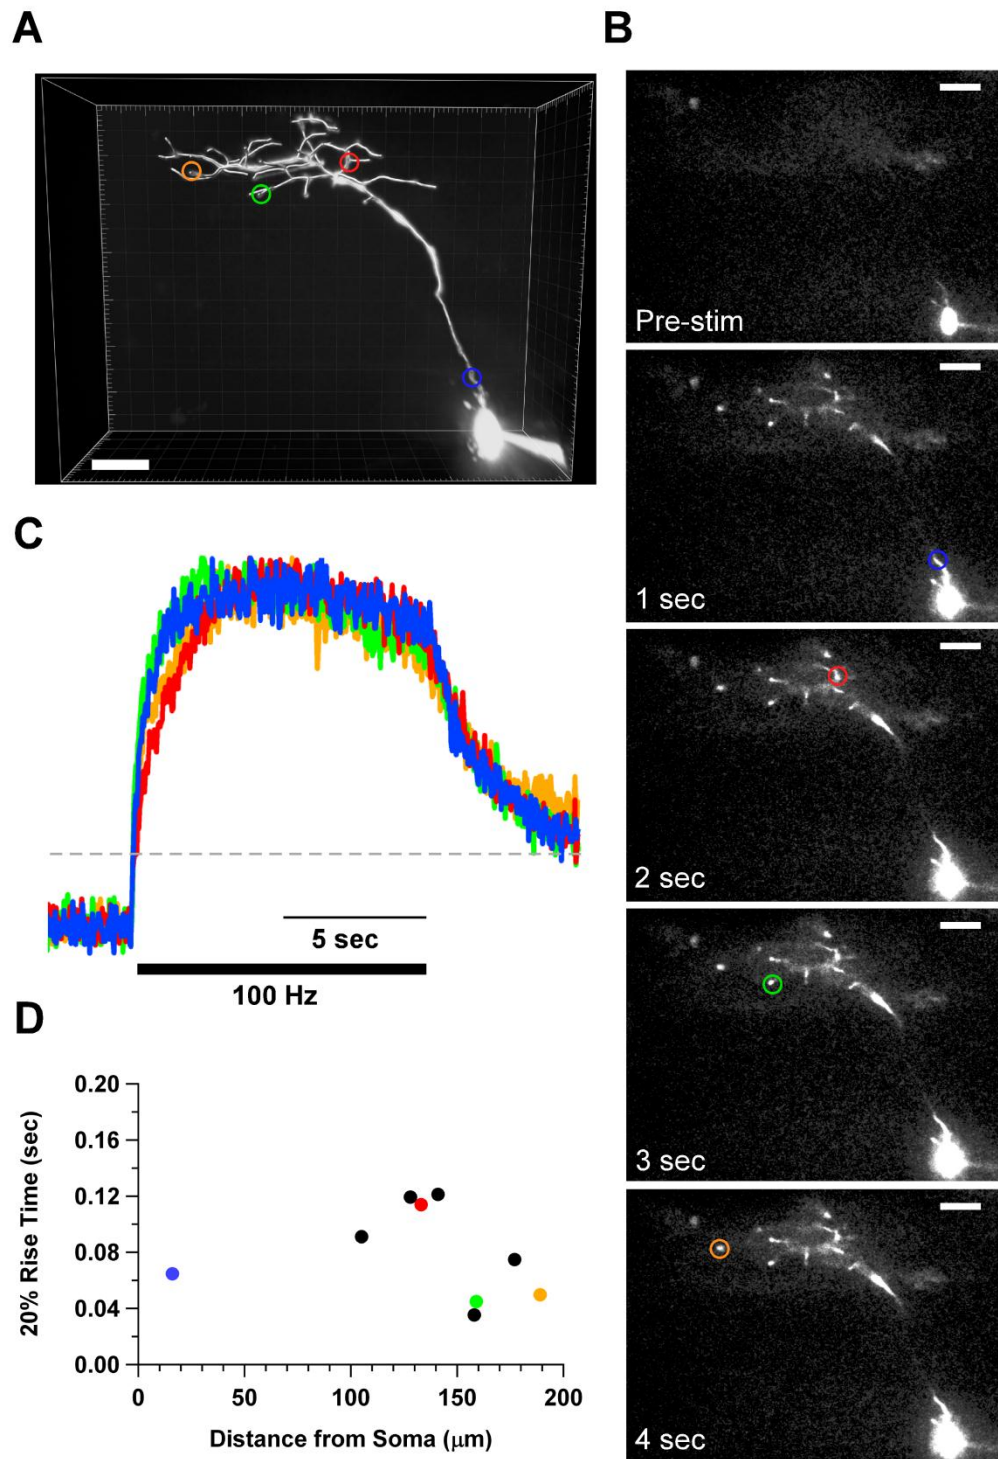 A
B
Pre-stim
1 sec
2 sec
3 sec
4 sec
C
5 sec
100 Hz
D
20% Rise Time (sec)
0.20
0.16
0.12
0.08
0.04
0.00
0 50 100 150 200
Distance from Soma (μm)